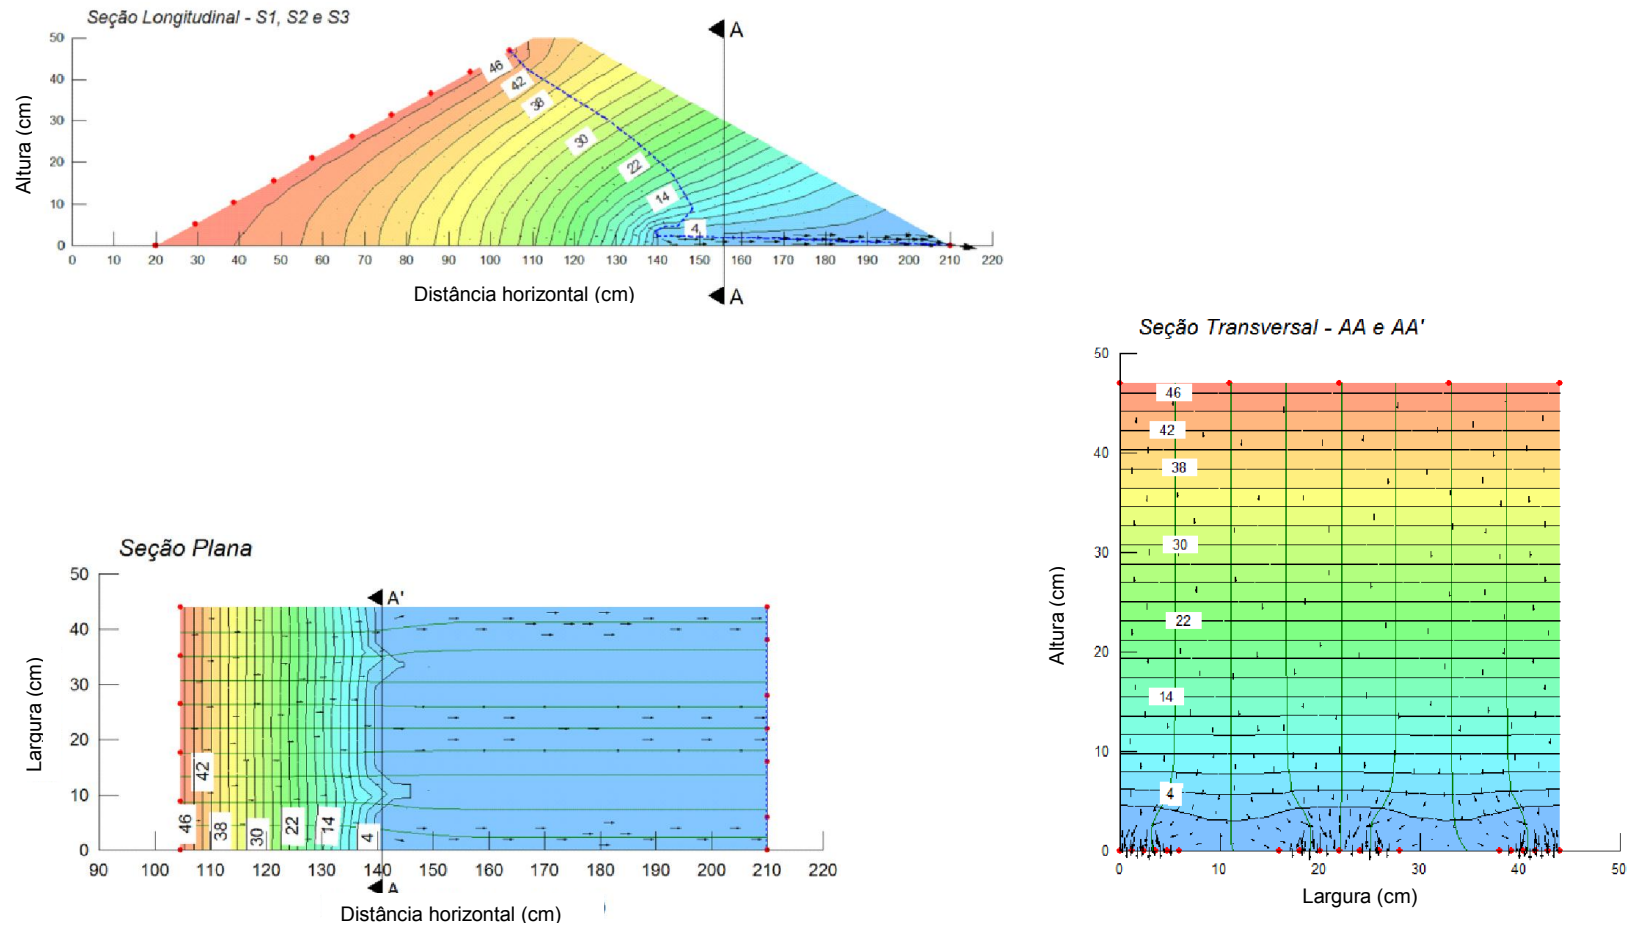 Seção Longitudinal - S1, S2 e S3
A
50
40
30
20
10
0
Altura (cm)
46
42
38
30
22
14
4
0 10 20 30 40 50 60 70 80 90 100 110 120 130 140 150 160 170 180 190 200 210 220
Distância horizontal (cm)
A
Seção Transversal - AA e AA'
50
40
30
20
10
0
Altura (cm)
46
42
38
30
22
14
4
0 10 20 30 40 50
Largura (cm)
Seção Plana
A'
50
40
30
20
10
0
Largura (cm)
42
46
38
30
22
14
4
90 100 110 120 130 140 150 160 170 180 190 200 210 220
A
Distância horizontal (cm)